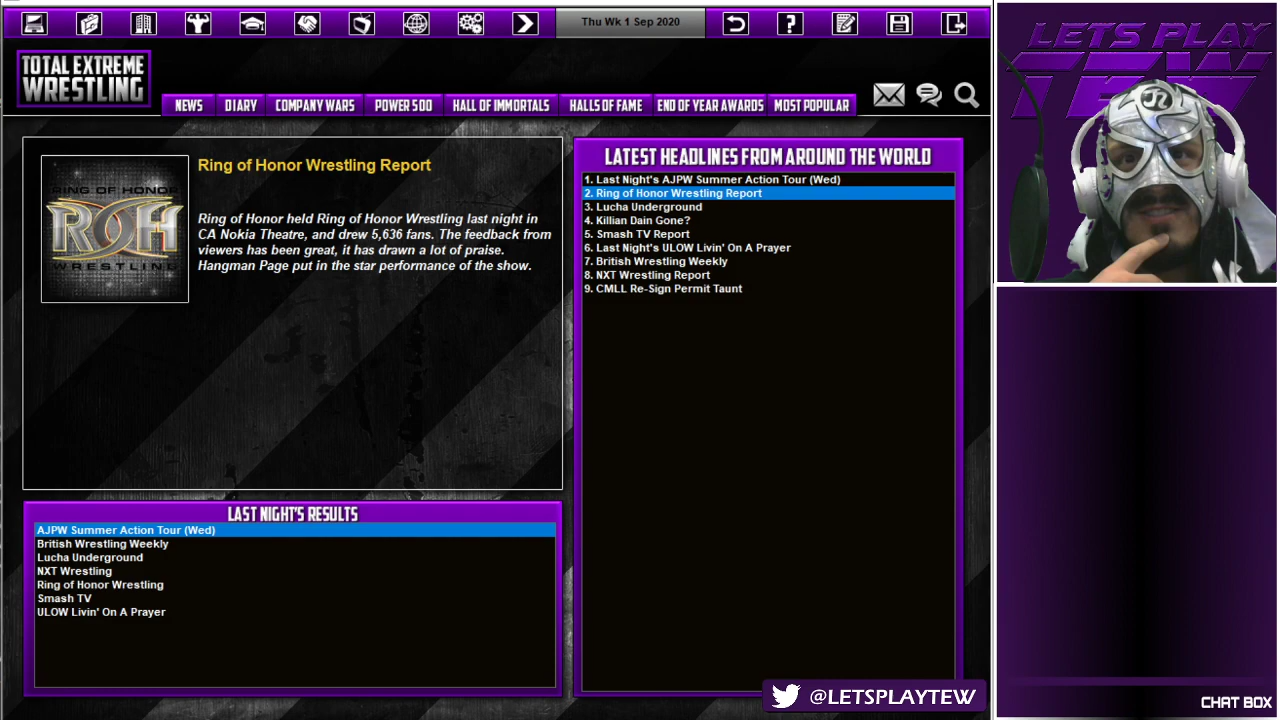 Thu Wk 1 Sep 2020
TOTAL EXTREME
WRESTLING
NEWS
DIARY
COMPANY WARS
POWER 500
HALL OF IMMORTALS
HALLS OF FAME
END OF YEAR AWARDS
MOST POPULAR
RING OF HONOR
ROH
WRESTLING
Ring of Honor Wrestling Report
Ring of Honor held Ring of Honor Wrestling last night in
CA Nokia Theatre, and drew 5,636 fans. The feedback from
viewers has been great, it has drawn a lot of praise.
Hangman Page put in the star performance of the show.
LAST NIGHT'S RESULTS
AJPW Summer Action Tour (Wed)
British Wrestling Weekly
Lucha Underground
NXT Wrestling
Ring of Honor Wrestling
Smash TV
ULOW Livin' On A Prayer
LATEST HEADLINES FROM AROUND THE WORLD
1. Last Night's AJPW Summer Action Tour (Wed)
2. Ring of Honor Wrestling Report
3. Lucha Underground
4. Killian Dain Gone?
5. Smash TV Report
6. Last Night's ULOW Livin' On A Prayer
7. British Wrestling Weekly
8. NXT Wrestling Report
9. CMLL Re-Sign Permit Taunt
@LETSPLAYTEW
LETS PLAY
TEW
CHAT BOX